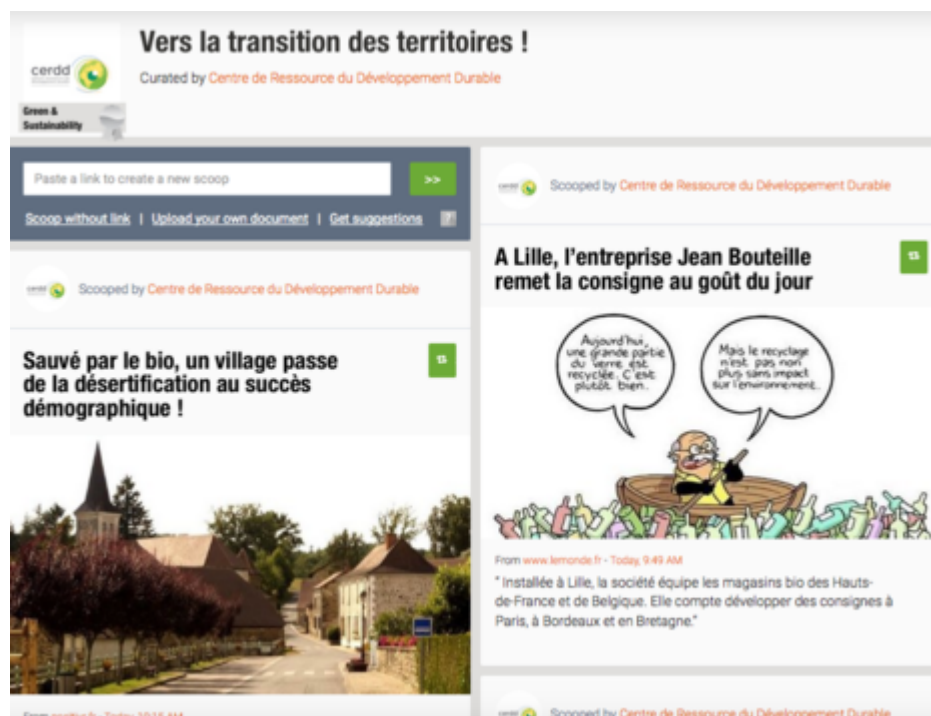 Vers la transition des territoires !
cerdd
Curated by Centre de Ressource du Développement Durable
Green &
Sustainability
Paste a link to create a new scoop
>>
Scoop without link | Upload your own document | Get suggestions ?
Scooped by Centre de Ressource du Développement Durable
Sauvé par le bio, un village passe
de la désertification au succès
démographique !
Scooped by Centre de Ressource du Développement Durable
A Lille, l'entreprise Jean Bouteille
remet la consigne au goût du jour
Aujourd'hui,
une grande partie
du verre est
recyclée. C'est
plutôt bien..
Mais le recyclage
n'est pas non
plus sans impact
sur l'environnement..
From www.lemonde.fr - Today, 9:49 AM
" Installée à Lille, la société équipe les magasins bio des Hauts-
de-France et de Belgique. Elle compte développer des consignes à
Paris, à Bordeaux et en Bretagne."
Scooped by Centre de Ressource du Développement Durable